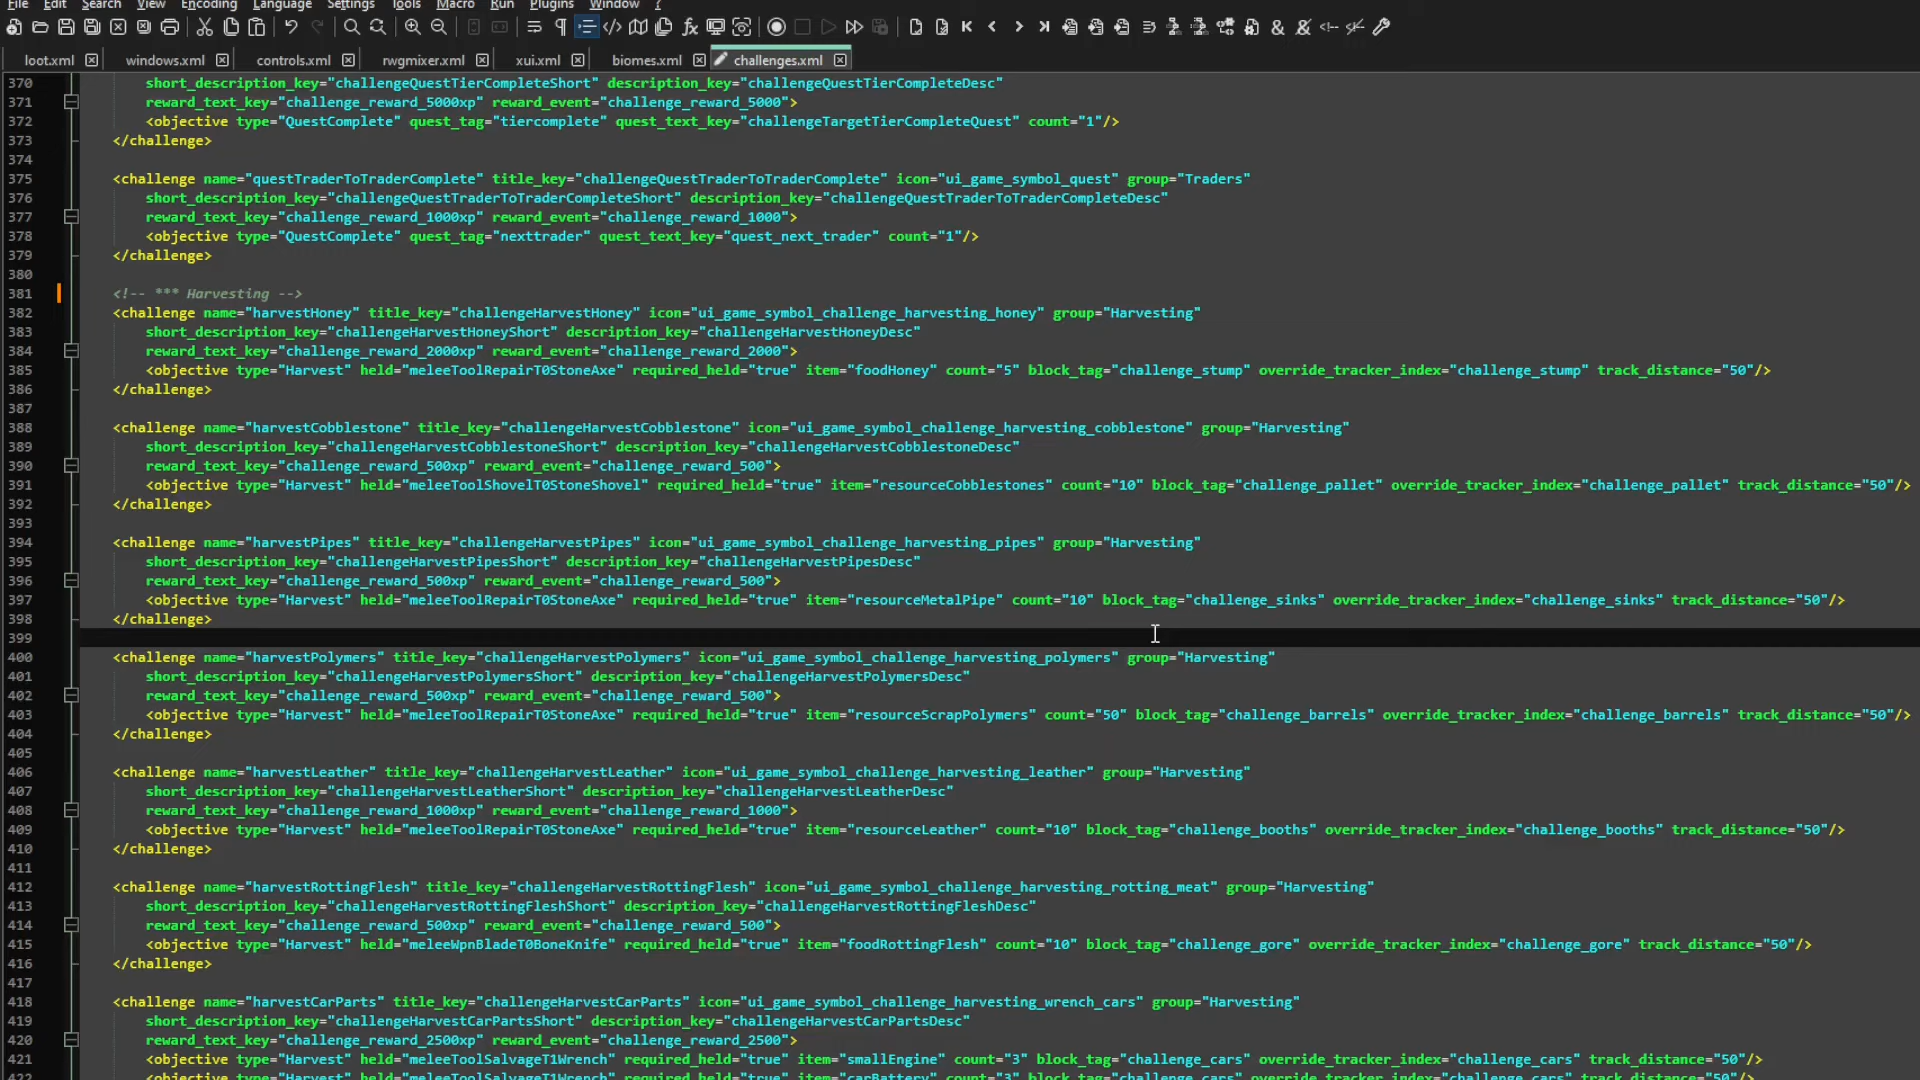 File Edit Search View Encoding Language Settings Tools Macro Run Plugins Window ?
loot.xml windows.xml controls.xml rwgmixer.xml xui.xml biomes.xml challenges.xml
370 short_description_key="challengeQuestTierCompleteShort" description_key="challengeQuestTierCompleteDesc"
371 reward_text_key="challenge_reward_5000xp" reward_event="challenge_reward_5000">
372 <objective type="QuestComplete" quest_tag="tiercomplete" quest_text_key="challengeTargetTierCompleteQuest" count="1"/>
373 </challenge>
374
375 <challenge name="questTraderToTraderComplete" title_key="challengeQuestTraderToTraderComplete" icon="ui_game_symbol_quest" group="Traders"
376 short_description_key="challengeQuestTraderToTraderCompleteShort" description_key="challengeQuestTraderToTraderCompleteDesc"
377 reward_text_key="challenge_reward_1000xp" reward_event="challenge_reward_1000">
378 <objective type="QuestComplete" quest_tag="nexttrader" quest_text_key="quest_next_trader" count="1"/>
379 </challenge>
380
381 <!-- *** Harvesting -->
382 <challenge name="harvestHoney" title_key="challengeHarvestHoney" icon="ui_game_symbol_challenge_harvesting_honey" group="Harvesting"
383 short_description_key="challengeHarvestHoneyShort" description_key="challengeHarvestHoneyDesc"
384 reward_text_key="challenge_reward_2000xp" reward_event="challenge_reward_2000">
385 <objective type="Harvest" held="meleeToolRepairT0StoneAxe" required_held="true" item="foodHoney" count="5" block_tag="challenge_stump" override_tracker_index="challenge_stump" track_distance="50"/>
386 </challenge>
387
388 <challenge name="harvestCobblestone" title_key="challengeHarvestCobblestone" icon="ui_game_symbol_challenge_harvesting_cobblestone" group="Harvesting"
389 short_description_key="challengeHarvestCobblestoneShort" description_key="challengeHarvestCobblestoneDesc"
390 reward_text_key="challenge_reward_500xp" reward_event="challenge_reward_500">
391 <objective type="Harvest" held="meleeToolShovelT0StoneShovel" required_held="true" item="resourceCobblestones" count="10" block_tag="challenge_pallet" override_tracker_index="challenge_pallet" track_distance="50"/>
392 </challenge>
393
394 <challenge name="harvestPipes" title_key="challengeHarvestPipes" icon="ui_game_symbol_challenge_harvesting_pipes" group="Harvesting"
395 short_description_key="challengeHarvestPipesShort" description_key="challengeHarvestPipesDesc"
396 reward_text_key="challenge_reward_500xp" reward_event="challenge_reward_500">
397 <objective type="Harvest" held="meleeToolRepairT0StoneAxe" required_held="true" item="resourceMetalPipe" count="10" block_tag="challenge_sinks" override_tracker_index="challenge_sinks" track_distance="50"/>
398 </challenge>
399
400 <challenge name="harvestPolymers" title_key="challengeHarvestPolymers" icon="ui_game_symbol_challenge_harvesting_polymers" group="Harvesting"
401 short_description_key="challengeHarvestPolymersShort" description_key="challengeHarvestPolymersDesc"
402 reward_text_key="challenge_reward_500xp" reward_event="challenge_reward_500">
403 <objective type="Harvest" held="meleeToolRepairT0StoneAxe" required_held="true" item="resourceScrapPolymers" count="50" block_tag="challenge_barrels" override_tracker_index="challenge_barrels" track_distance="50"/>
404 </challenge>
405
406 <challenge name="harvestLeather" title_key="challengeHarvestLeather" icon="ui_game_symbol_challenge_harvesting_leather" group="Harvesting"
407 short_description_key="challengeHarvestLeatherShort" description_key="challengeHarvestLeatherDesc"
408 reward_text_key="challenge_reward_1000xp" reward_event="challenge_reward_1000">
409 <objective type="Harvest" held="meleeToolRepairT0StoneAxe" required_held="true" item="resourceLeather" count="10" block_tag="challenge_booths" override_tracker_index="challenge_booths" track_distance="50"/>
410 </challenge>
411
412 <challenge name="harvestRottingFlesh" title_key="challengeHarvestRottingFlesh" icon="ui_game_symbol_challenge_harvesting_rotting_meat" group="Harvesting"
413 short_description_key="challengeHarvestRottingFleshShort" description_key="challengeHarvestRottingFleshDesc"
414 reward_text_key="challenge_reward_500xp" reward_event="challenge_reward_500">
415 <objective type="Harvest" held="meleeWpnBladeT0BoneKnife" required_held="true" item="foodRottingFlesh" count="10" block_tag="challenge_gore" override_tracker_index="challenge_gore" track_distance="50"/>
416 </challenge>
417
418 <challenge name="harvestCarParts" title_key="challengeHarvestCarParts" icon="ui_game_symbol_challenge_harvesting_wrench_cars" group="Harvesting"
419 short_description_key="challengeHarvestCarPartsShort" description_key="challengeHarvestCarPartsDesc"
420 reward_text_key="challenge_reward_2500xp" reward_event="challenge_reward_2500">
421 <objective type="Harvest" held="meleeToolSalvageT1Wrench" required_held="true" item="smallEngine" count="3" block_tag="challenge_cars" override_tracker_index="challenge_cars" track_distance="50"/>
422 <objective type="Harvest" held="meleeToolSalvageT1Wrench" required_held="true" item="carBattery" count="3" block_tag="challenge_cars" override_tracker_index="challenge_cars" track_distance="50"/>